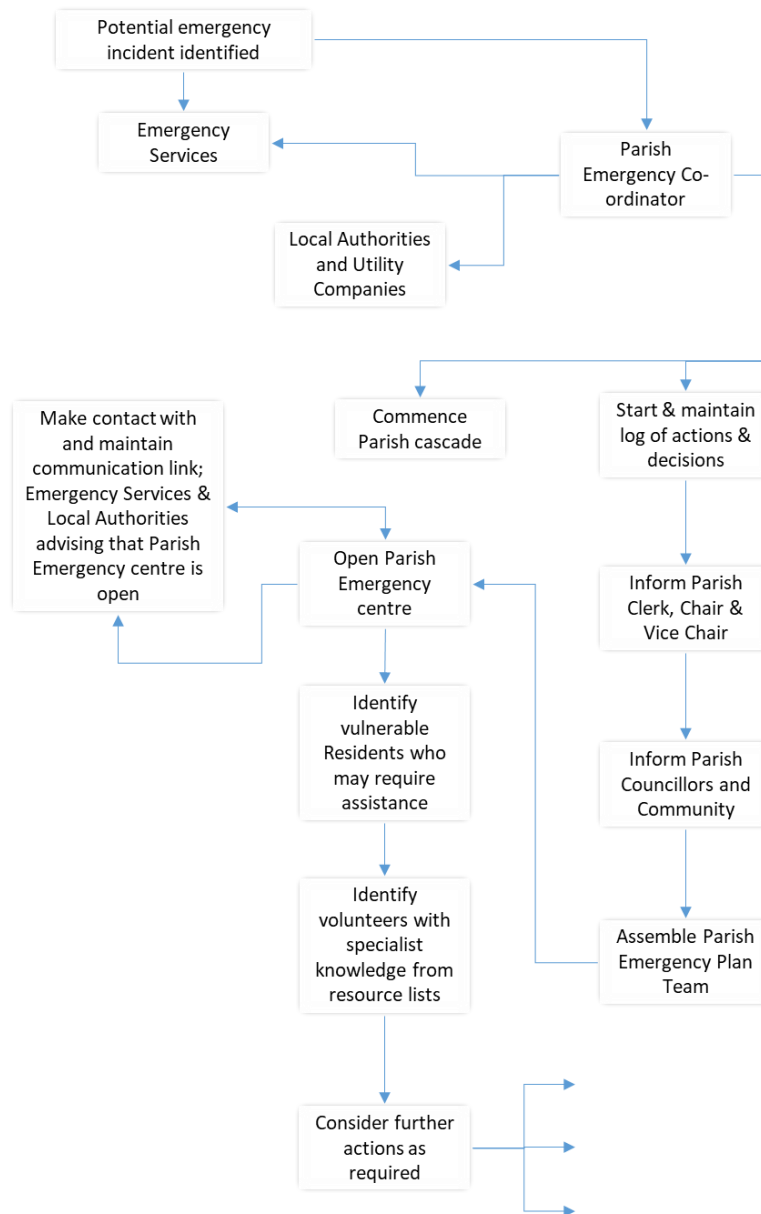 Potential emergency
incident identified
Emergency
Services
Parish
Emergency Co-
ordinator
Local Authorities
and Utility
Companies
Commence
Parish cascade
Start & maintain
log of actions &
decisions
Make contact with
and maintain
communication link;
Emergency Services &
Local Authorities
advising that Parish
Emergency centre is
open
Open Parish
Emergency
centre
Inform Parish
Clerk, Chair &
Vice Chair
Identify
vulnerable
Residents who
may require
assistance
Inform Parish
Councillors and
Community
Identify
volunteers with
specialist
knowledge from
resource lists
Assemble Parish
Emergency Plan
Team
Consider further
actions as
required